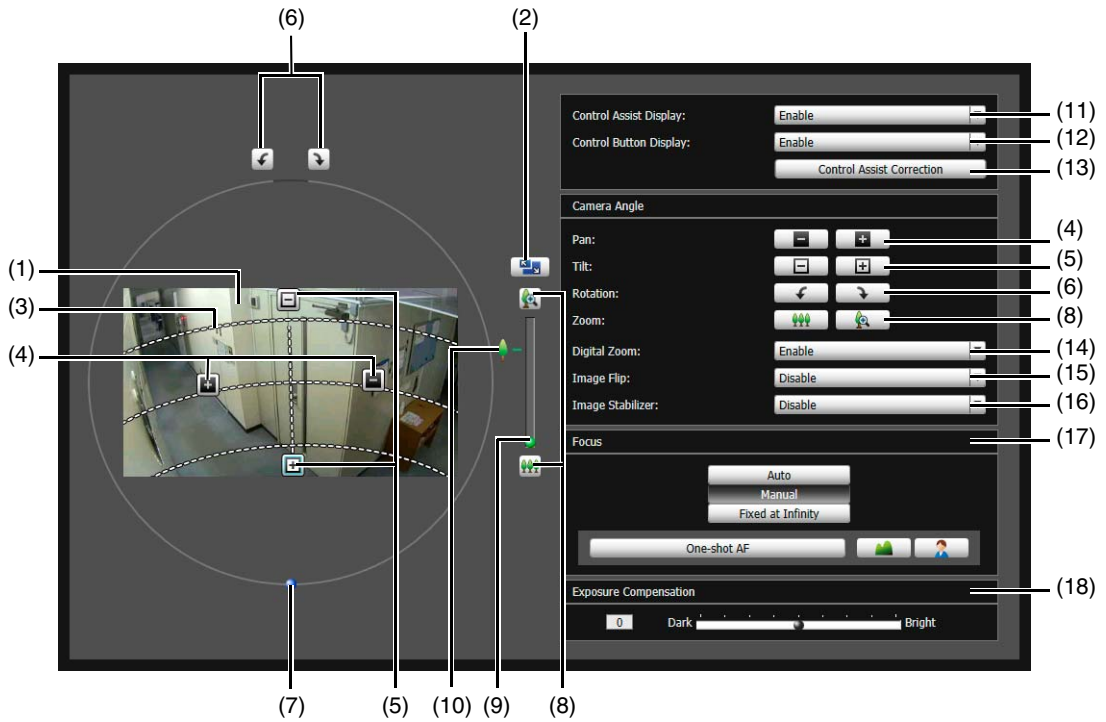 (6)
(2)
Control Assist Display: Enable (11)
Control Button Display: Enable (12)
Control Assist Correction (13)
Camera Angle
Pan: (4)
Tilt: (5)
Rotation: (6)
Zoom: (8)
Digital Zoom: Enable (14)
Image Flip: Disable (15)
Image Stabilizer: Disable (16)
Focus (17)
Auto
Manual
Fixed at Infinity
One-shot AF
Exposure Compensation (18)
0 Dark Bright
(1)
(3)
(4)
(7)
(5)
(10)
(9)
(8)